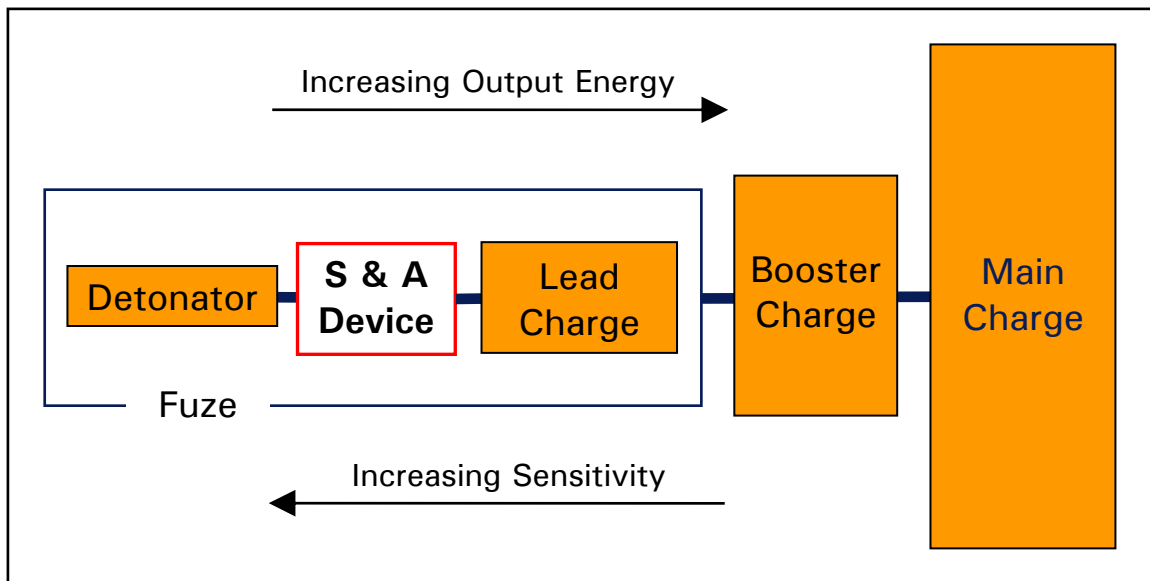 Increasing Output Energy
Detonator
S & A
Device
Lead
Charge
Booster
Charge
Main
Charge
Fuze
Increasing Sensitivity